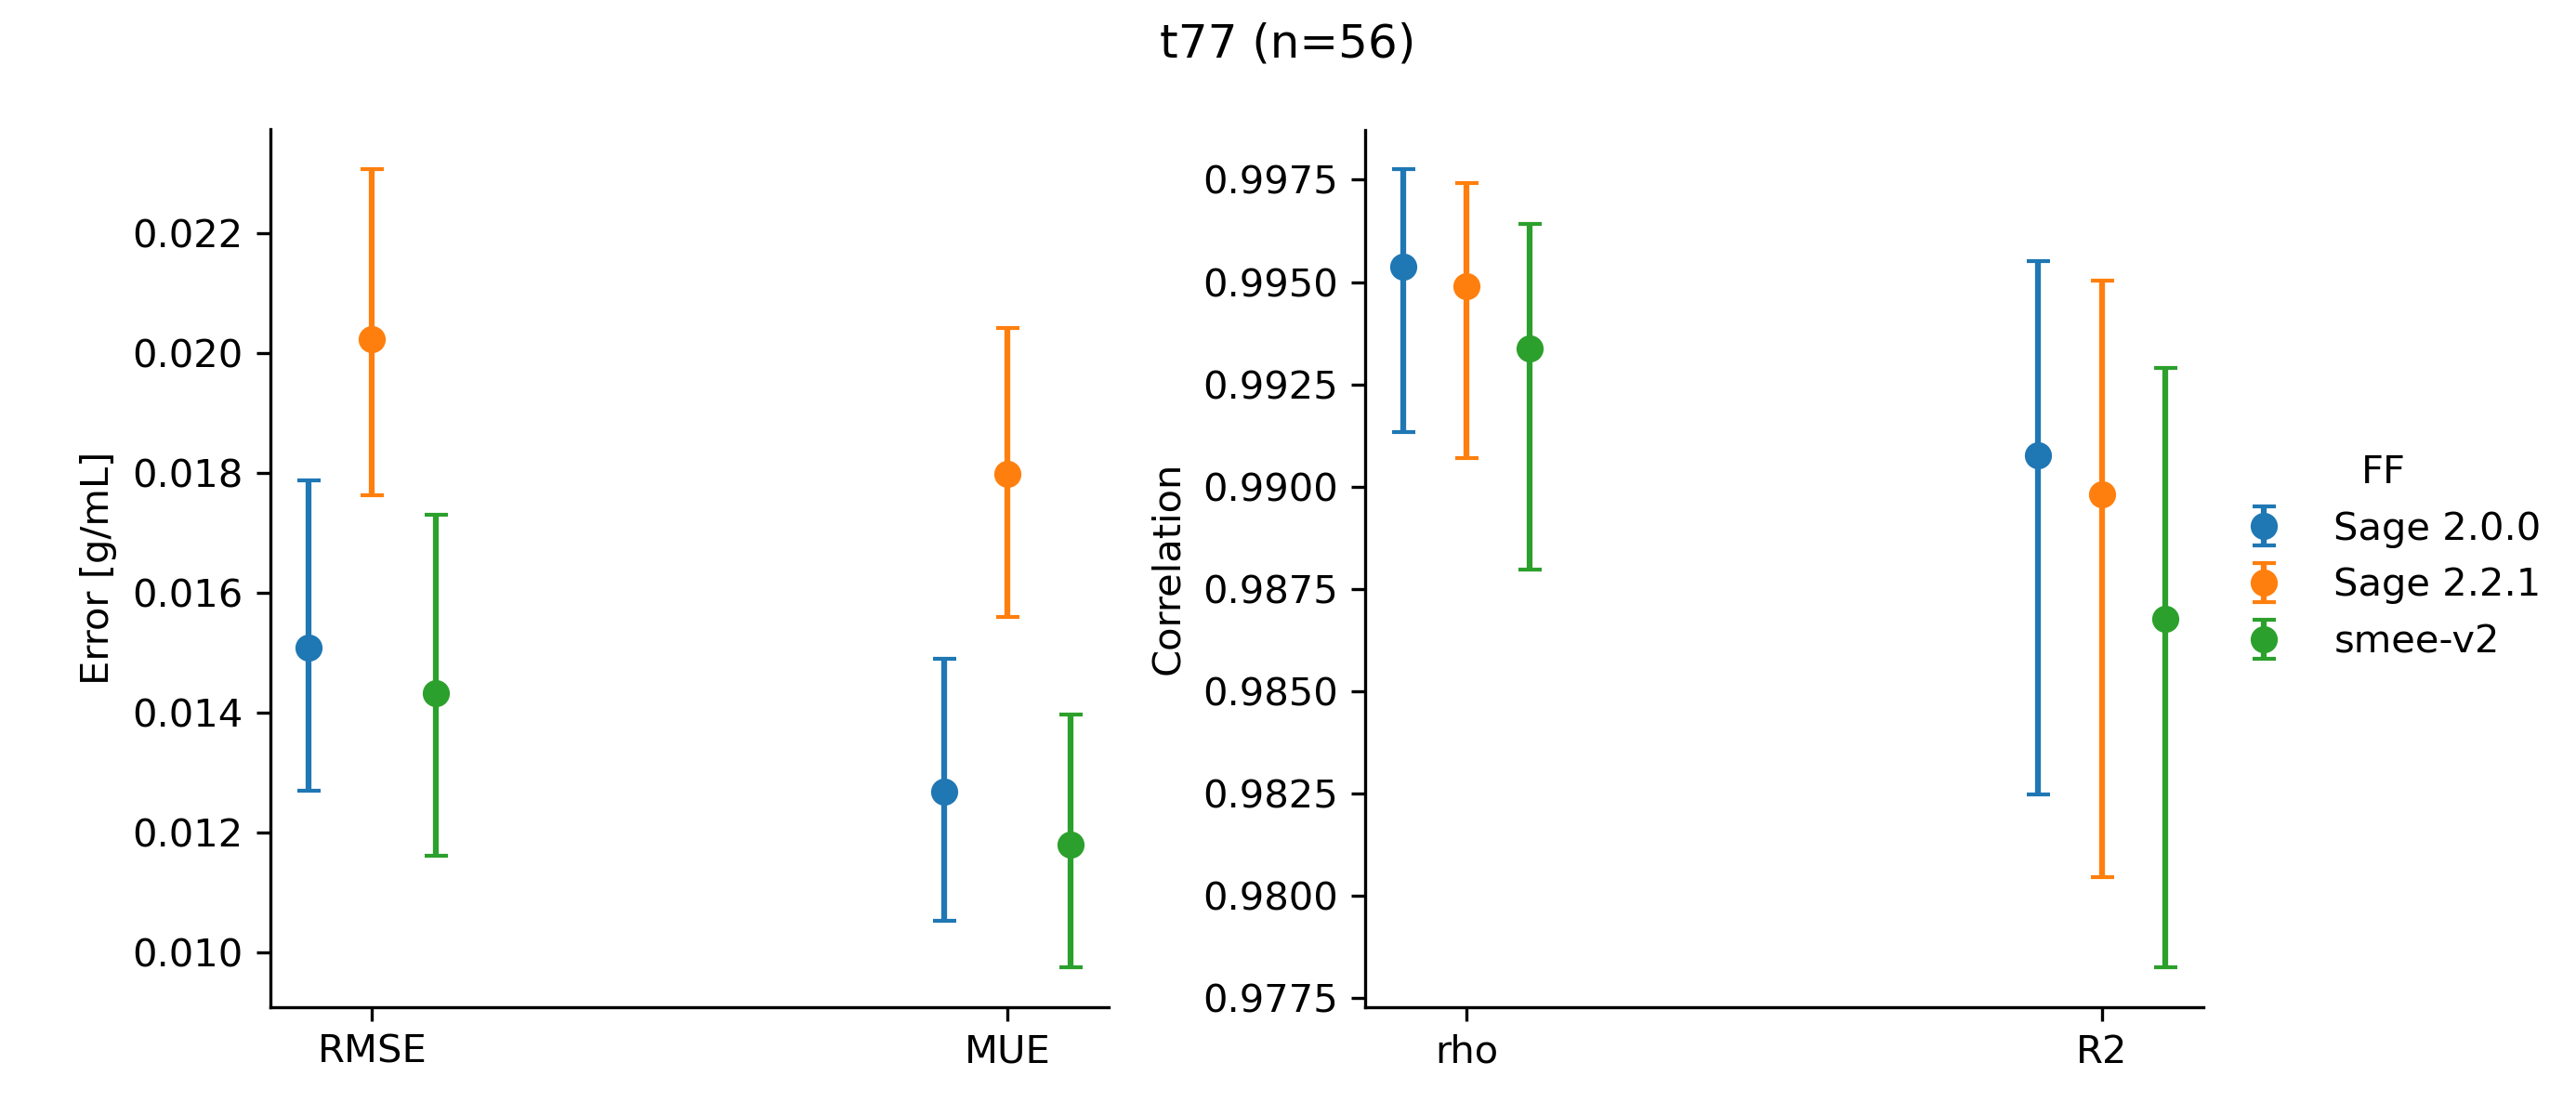 t77 (n=56)
Error [g/mL]
0.022
0.020
0.018
0.016
0.014
0.012
0.010
RMSE
MUE
Correlation
0.9975
0.9950
0.9925
0.9900
0.9875
0.9850
0.9825
0.9800
0.9775
rho
R2
FF
Sage 2.0.0
Sage 2.2.1
smee-v2